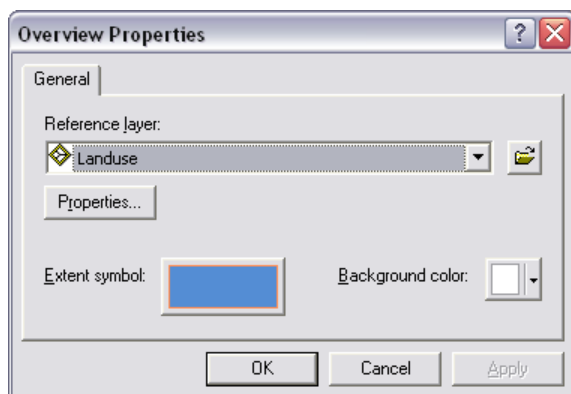 Overview Properties
General
Reference layer:
Landuse
Properties...
Extent symbol:
Background color:
OK
Cancel
Apply